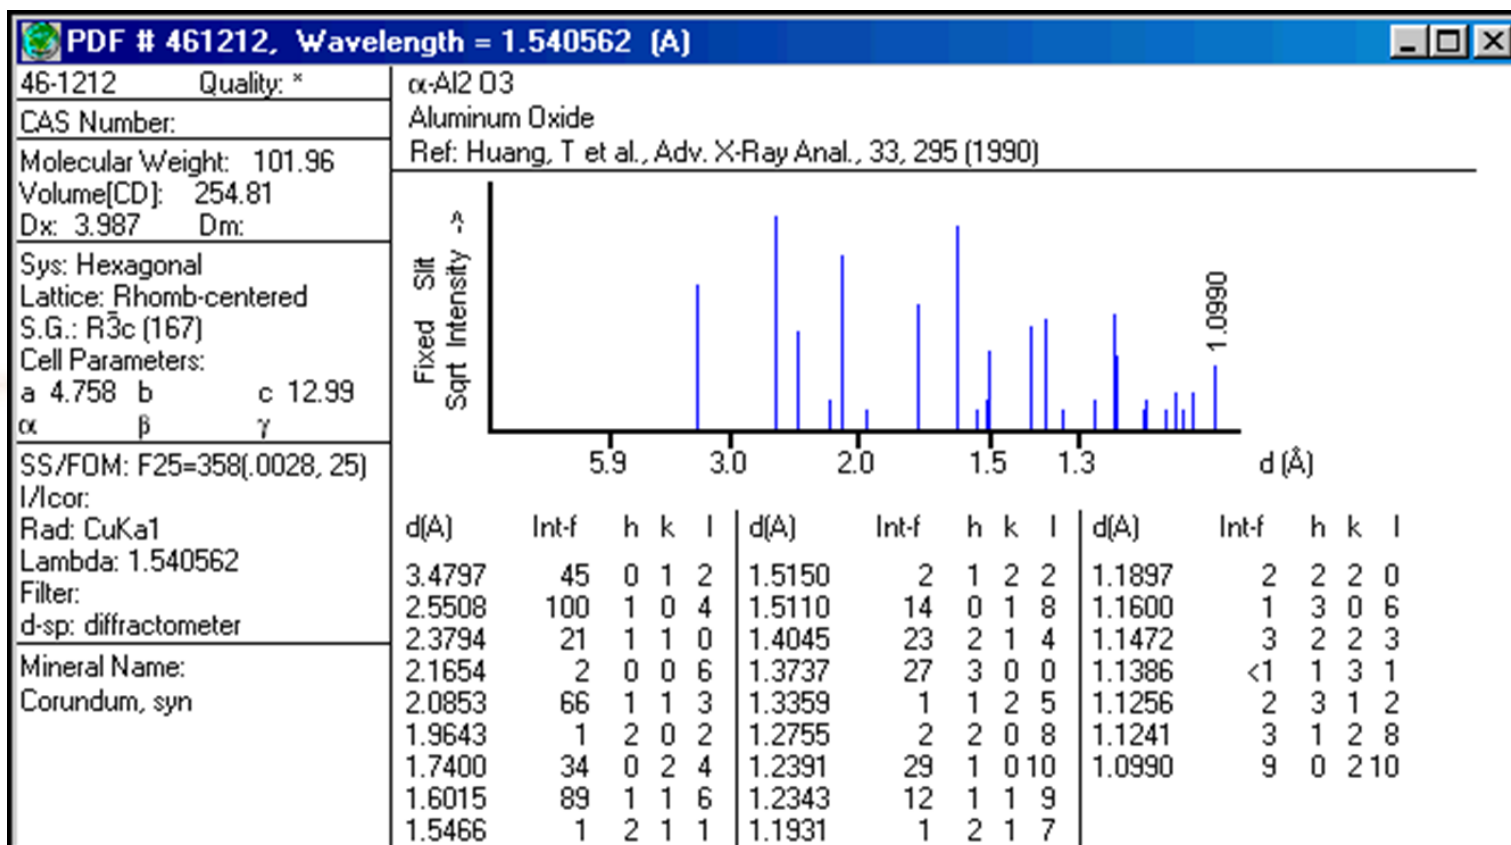 PDF # 461212, Wavelength = 1.540562 (A)
46-1212 Quality: *
CAS Number:
Molecular Weight: 101.96
Volume[CD]: 254.81
Dx: 3.987 Dm:
Sys: Hexagonal
Lattice: Rhomb-centered
S.G.: R3̅c (167)
Cell Parameters:
a 4.758 b c 12.99
α β γ
SS/FOM: F25=358(.0028, 25)
I/Icor:
Rad: CuKa1
Lambda: 1.540562
Filter:
d-sp: diffractometer
Mineral Name:
Corundum, syn
α-Al2 O3
Aluminum Oxide
Ref: Huang, T et al., Adv. X-Ray Anal., 33, 295 (1990)
Fixed Slit
Sqrt Intensity ->
1.0990
5.9 3.0 2.0 1.5 1.3 d (Å)
d(A) Int-f h k l d(A) Int-f h k l d(A) Int-f h k l
3.4797 45 0 1 2 1.5150 2 1 2 2 1.1897 2 2 2 0
2.5508 100 1 0 4 1.5110 14 0 1 8 1.1600 1 3 0 6
2.3794 21 1 1 0 1.4045 23 2 1 4 1.1472 3 2 2 3
2.1654 2 0 0 6 1.3737 27 3 0 0 1.1386 <1 1 3 1
2.0853 66 1 1 3 1.3359 1 1 2 5 1.1256 2 3 1 2
1.9643 1 2 0 2 1.2755 2 2 0 8 1.1241 3 1 2 8
1.7400 34 0 2 4 1.2391 29 1 0 10 1.0990 9 0 2 10
1.6015 89 1 1 6 1.2343 12 1 1 9
1.5466 1 2 1 1 1.1931 1 2 1 7